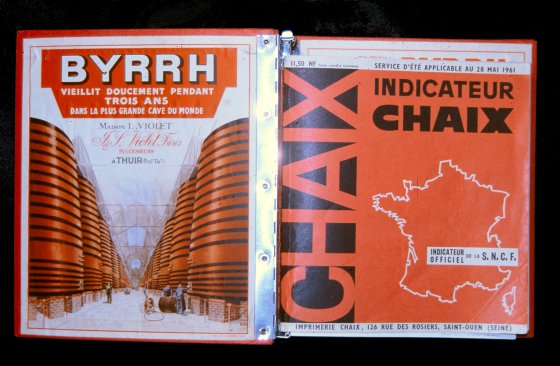 BYRRH
VIEILLIT DOUCEMENT PENDANT
TROIS ANS
DANS LA PLUS GRANDE CAVE DU MONDE
MAISON L. VIOLET
Violet Frères
SUCCESSEURS
À THUIR
11,50 NF
SERVICE D'ÉTÉ APPLICABLE AU 28 MAI 1961
INDICATEUR
CHAIX
CHAIX
INDICATEUR
OFFICIEL
DE LA S. N. C. F.
IMPRIMERIE CHAIX, 126 RUE DES ROSIERS, SAINT-OUEN (SEINE)